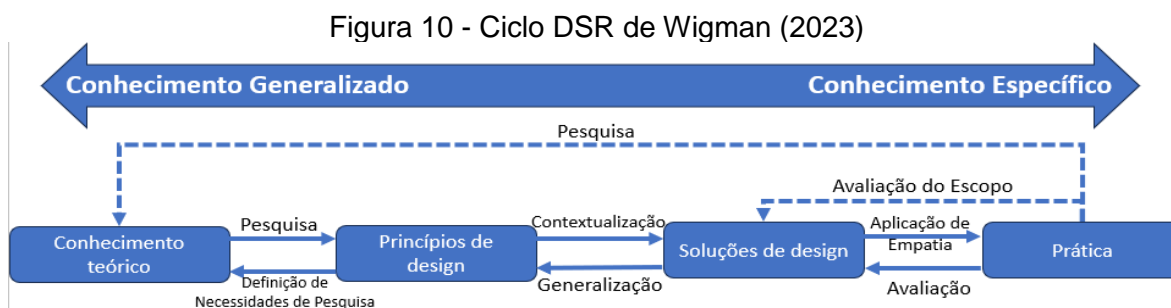 Figura 10 - Ciclo DSR de Wigman (2023)
Conhecimento Generalizado
Conhecimento Específico
Pesquisa
Avaliação do Escopo
Conhecimento
teórico
Pesquisa
Definição de
Necessidades de Pesquisa
Princípios de
design
Contextualização
Generalização
Soluções de design
Aplicação de
Empatia
Avaliação
Prática